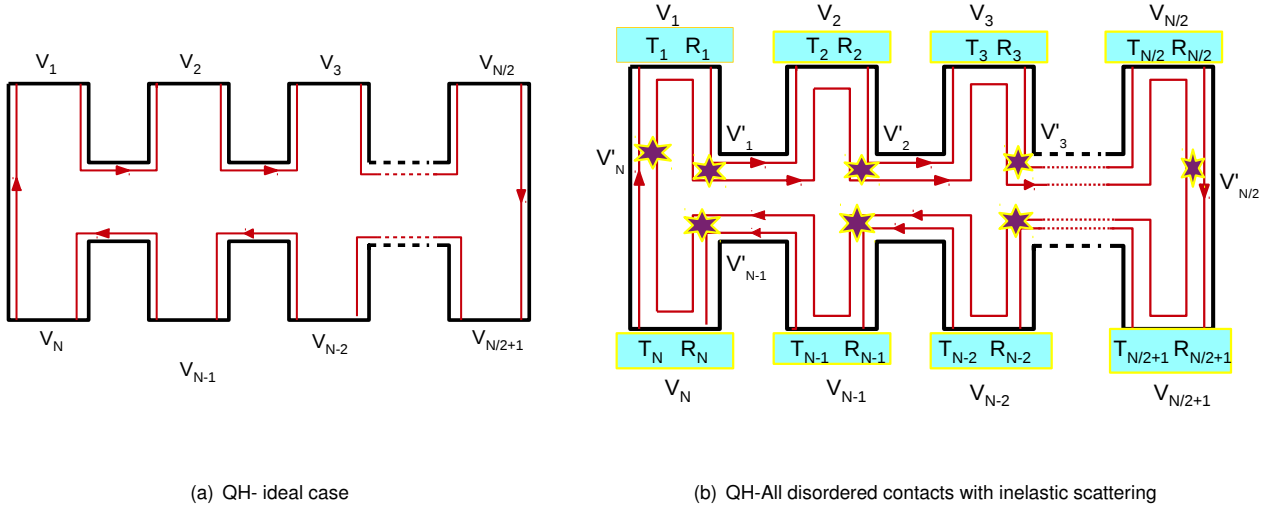 V1 V2 V3 VN/2
VN VN-1 VN-2 VN/2+1
(a) QH- ideal case
V1 V2 V3 VN/2
T1 R1 T2 R2 T3 R3 TN/2 RN/2
V'N V'1 V'2 V'3 V'N/2
V'N-1
TN RN TN-1 RN-1 TN-2 RN-2 TN/2+1 RN/2+1
VN VN-1 VN-2 VN/2+1
(b) QH-All disordered contacts with inelastic scattering